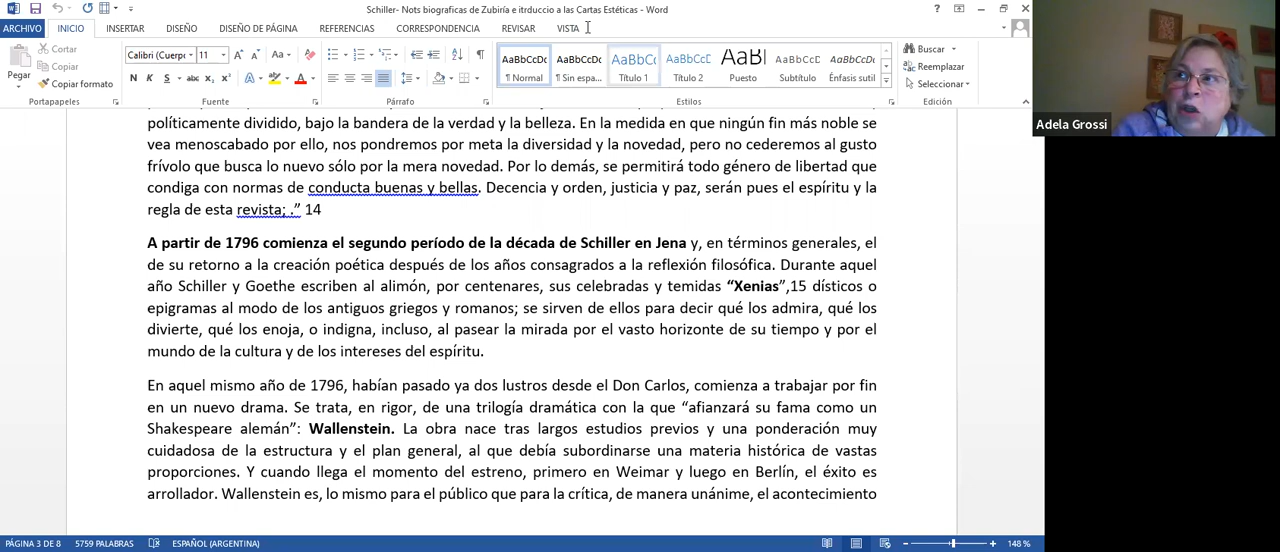 Schiller- Nots biograficas de Zubiría e itrduccio a las Cartas Estéticas - Word
ARCHIVO INICIO INSERTAR DISEÑO DISEÑO DE PÁGINA REFERENCIAS CORRESPONDENCIA REVISAR VISTA
Pegar
Cortar
Copiar
Copiar formato
Portapapeles
Calibri (Cuerpo 11
Fuente
Párrafo
AaBbCcDc AaBbCcDc AaBbCc AaBbCcD AaBl AaBbCcD AaBbCcDc
¶ Normal ¶ Sin espa... Título 1 Título 2 Puesto Subtítulo Énfasis sutil
Estilos
Buscar
Reemplazar
Seleccionar
Edición
Adela Grossi
políticamente dividido, bajo la bandera de la verdad y la belleza. En la medida en que ningún fin más noble se
vea menoscabado por ello, nos pondremos por meta la diversidad y la novedad, pero no cederemos al gusto
frívolo que busca lo nuevo sólo por la mera novedad. Por lo demás, se permitirá todo género de libertad que
condiga con normas de conducta buenas y bellas. Decencia y orden, justicia y paz, serán pues el espíritu y la
regla de esta revista; .” 14
A partir de 1796 comienza el segundo período de la década de Schiller en Jena y, en términos generales, el
de su retorno a la creación poética después de los años consagrados a la reflexión filosófica. Durante aquel
año Schiller y Goethe escriben al alimón, por centenares, sus celebradas y temidas “Xenias”,15 dísticos o
epigramas al modo de los antiguos griegos y romanos; se sirven de ellos para decir qué los admira, qué los
divierte, qué los enoja, o indigna, incluso, al pasear la mirada por el vasto horizonte de su tiempo y por el
mundo de la cultura y de los intereses del espíritu.
En aquel mismo año de 1796, habían pasado ya dos lustros desde el Don Carlos, comienza a trabajar por fin
en un nuevo drama. Se trata, en rigor, de una trilogía dramática con la que “afianzará su fama como un
Shakespeare alemán”: Wallenstein. La obra nace tras largos estudios previos y una ponderación muy
cuidadosa de la estructura y el plan general, al que debía subordinarse una materia histórica de vastas
proporciones. Y cuando llega el momento del estreno, primero en Weimar y luego en Berlín, el éxito es
arrollador. Wallenstein es, lo mismo para el público que para la crítica, de manera unánime, el acontecimiento
PÁGINA 3 DE 8 5759 PALABRAS ESPAÑOL (ARGENTINA) 148 %